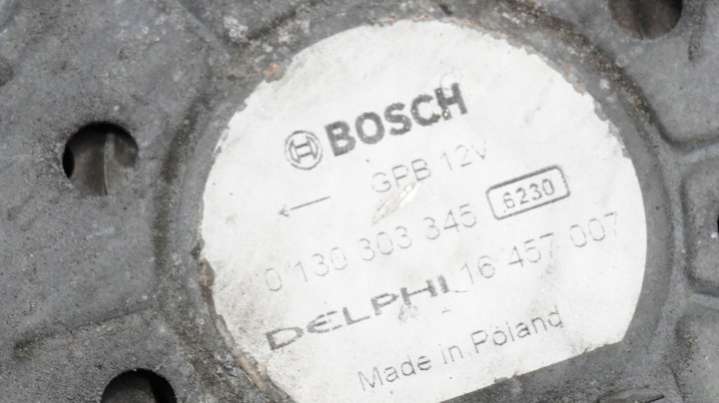 BOSCH
GPB 12V
0 130 303 345 6230
DELPHI 16 457 007
Made in Poland